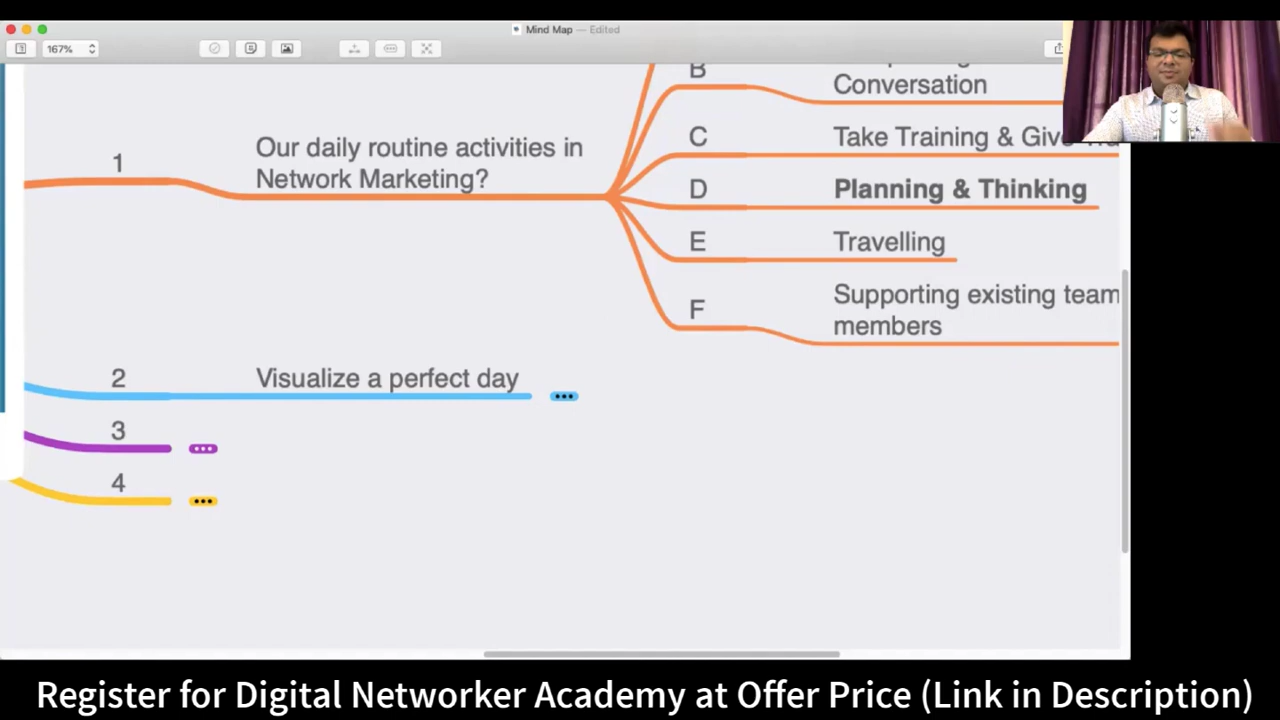 Mind Map — Edited
167%
B
Conversation
1
Our daily routine activities in
Network Marketing?
C
Take Training & Give
D
Planning & Thinking
E
Travelling
F
Supporting existing team
members
2
Visualize a perfect day
3
4
Register for Digital Networker Academy at Offer Price (Link in Description)